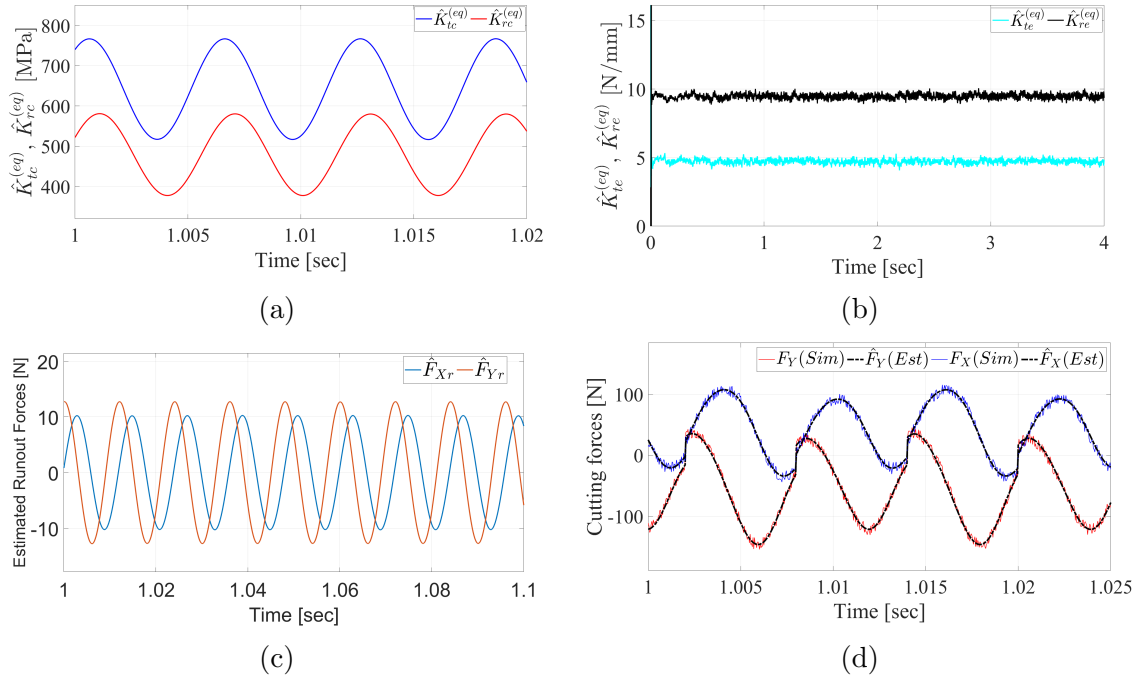 K̂_tc^(eq) K̂_rc^(eq)
K̂_tc^(eq) , K̂_rc^(eq) [MPa]
800
700
600
500
400
1 1.005 1.01 1.015 1.02
Time [sec]
(a)
K̂_te^(eq) K̂_re^(eq)
K̂_te^(eq) , K̂_re^(eq) [N/mm]
15
10
5
0
0 1 2 3 4
Time [sec]
(b)
F̂_Xr F̂_Yr
Estimated Runout Forces [N]
20
10
0
-10
1 1.02 1.04 1.06 1.08 1.1
Time [sec]
(c)
F_Y(Sim) F̂_Y(Est) F_X(Sim) F̂_X(Est)
Cutting forces [N]
100
0
-100
1 1.005 1.01 1.015 1.02 1.025
Time [sec]
(d)